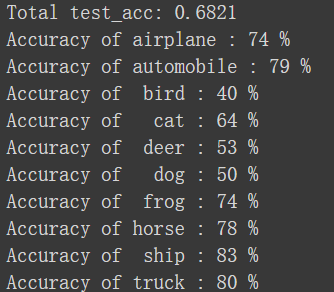 Total test_acc: 0.6821
Accuracy of airplane : 74 %
Accuracy of automobile : 79 %
Accuracy of  bird : 40 %
Accuracy of   cat : 64 %
Accuracy of  deer : 53 %
Accuracy of   dog : 50 %
Accuracy of  frog : 74 %
Accuracy of horse : 78 %
Accuracy of  ship : 83 %
Accuracy of truck : 80 %